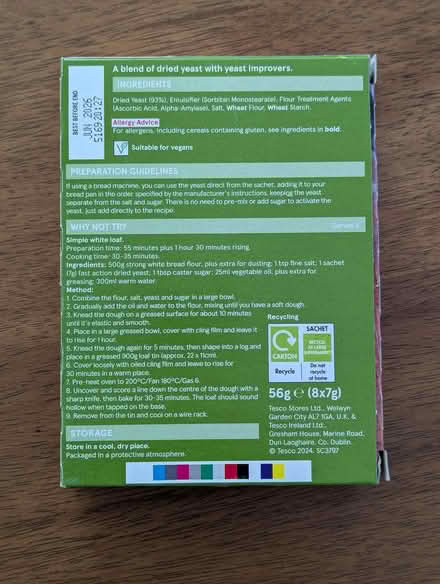 A blend of dried yeast with yeast improvers.
BEST BEFORE END
JUN 2026
INGREDIENTS
Dried Yeast (93%), Emulsifier (Sorbitan Monostearate), Flour Treatment Agents
(Ascorbic Acid, Alpha-Amylase), Salt, Wheat Flour, Wheat Starch.
Allergy Advice
For allergens, including cereals containing gluten, see ingredients in bold.
Suitable for vegans
PREPARATION GUIDELINES
If using a bread machine, you can use the yeast direct from the sachet, adding it to your
bread pan in the order specified by the manufacturer's instructions, keeping the yeast
separate from the salt and sugar. There is no need to pre-mix or add sugar to activate the
yeast, just add directly to the recipe.
WHY NOT TRY
Simple white loaf.
Preparation time: 55 minutes plus 1 hour 30 minutes rising.
Cooking time: 30-35 minutes.
Ingredients: 500g strong white bread flour, plus extra for dusting; 1 tsp fine salt; 1 sachet
(7g) fast action dried yeast; 1 tbsp caster sugar; 25ml vegetable oil, plus extra for
greasing; 300ml warm water.
Method:
1. Combine the flour, salt, yeast and sugar in a large bowl.
2. Gradually add the oil and water to the flour, mixing until you have a soft dough.
3. Knead the dough on a greased surface for about 10 minutes
until it's elastic and smooth.
4. Place in a large greased bowl, cover with cling film and leave it
to rise for 1 hour.
5. Knead the dough again for 5 minutes, then shape into a log and
place in a greased 900g loaf tin (approx. 22 x 11cm).
6. Cover loosely with oiled cling film and leave to rise for
30 minutes in a warm place.
7. Pre-heat oven to 200°C/Fan 180°C/Gas 6.
8. Uncover and score a line down the centre of the dough with a
sharp knife, then bake for 30-35 minutes. The loaf should sound
hollow when tapped on the base.
9. Remove from the tin and cool on a wire rack.
Recycling
CARTON
Recycle
SACHET
Do not
recycle
at home
56g e (8x7g)
Tesco Stores Ltd., Welwyn
Garden City AL7 1GA, U.K. &
Tesco Ireland Ltd.,
Gresham House, Marine Road,
Dun Laoghaire, Co. Dublin.
© Tesco 2024. SC3797
STORAGE
Store in a cool, dry place.
Packaged in a protective atmosphere.